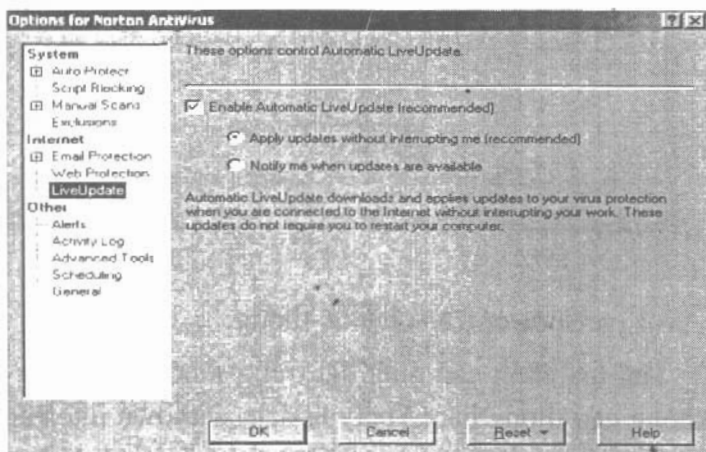 Options for Norton AntiVirus
System
Auto Protect
Script Blocking
Manual Scans
Exclusions
Internet
Email Protection
Web Protection
LiveUpdate
Other
Alerts
Activity Log
Advanced Tools
Scheduling
General
These options control Automatic LiveUpdate.
Enable Automatic LiveUpdate (recommended)
Apply updates without interrupting me (recommended)
Notify me when updates are available
Automatic LiveUpdate downloads and applies updates to your virus protection
when you are connected to the Internet without interrupting your work. These
updates do not require you to restart your computer.
OK
Cancel
Reset
Help